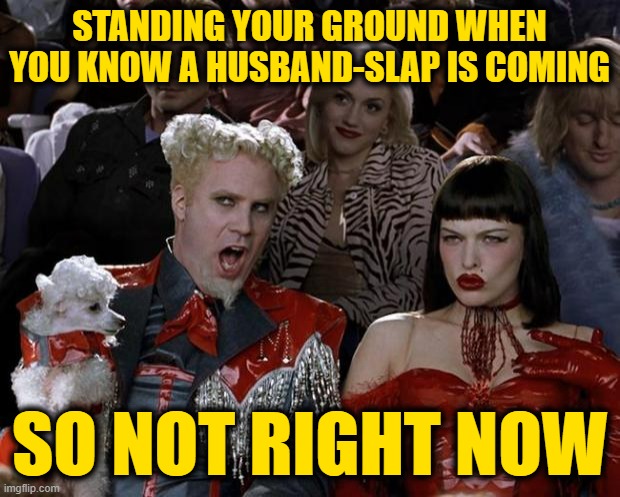 STANDING YOUR GROUND WHEN
YOU KNOW A HUSBAND-SLAP IS COMING
SO NOT RIGHT NOW
imgflip.com